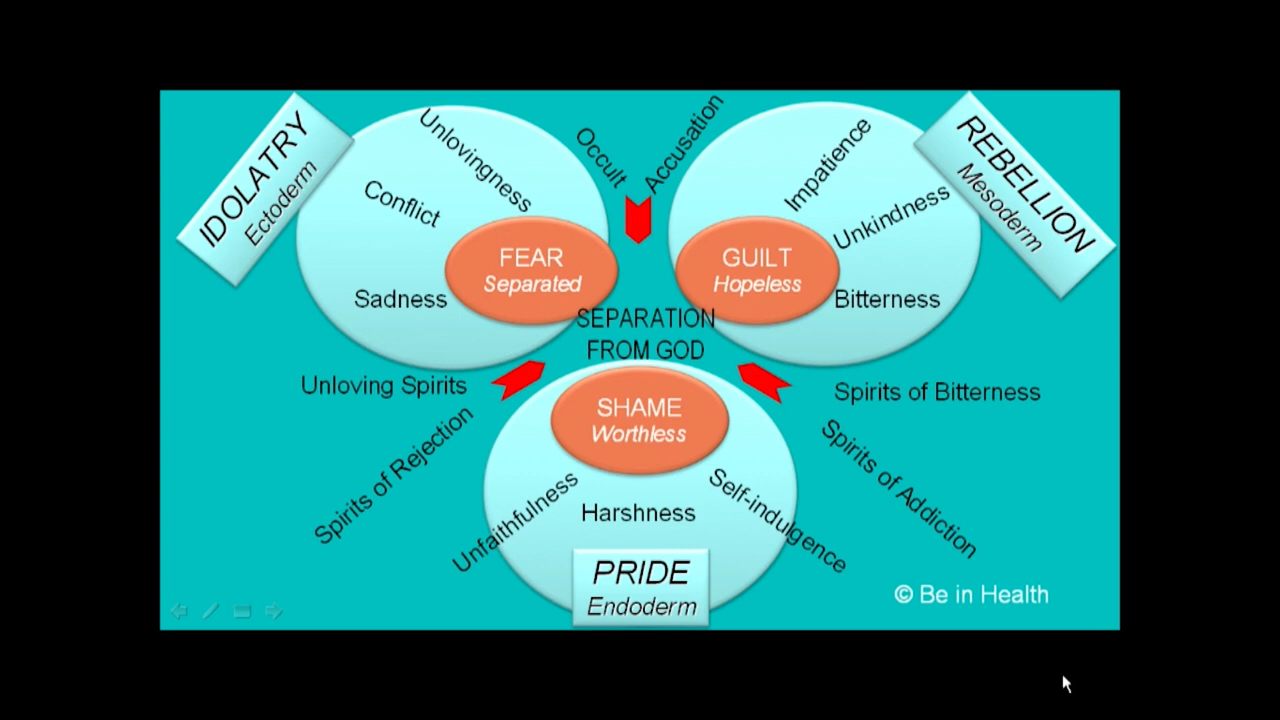 IDOLATRY
Ectoderm
Unlovingness
Conflict
Sadness
FEAR
Separated
Occult
Accusation
Impatience
Unkindness
Bitterness
GUILT
Hopeless
REBELLION
Mesoderm
SEPARATION
FROM GOD
Unloving Spirits
Spirits of Rejection
Spirits of Bitterness
Spirits of Addiction
SHAME
Worthless
Unfaithfulness
Harshness
Self-indulgence
PRIDE
Endoderm
© Be in Health